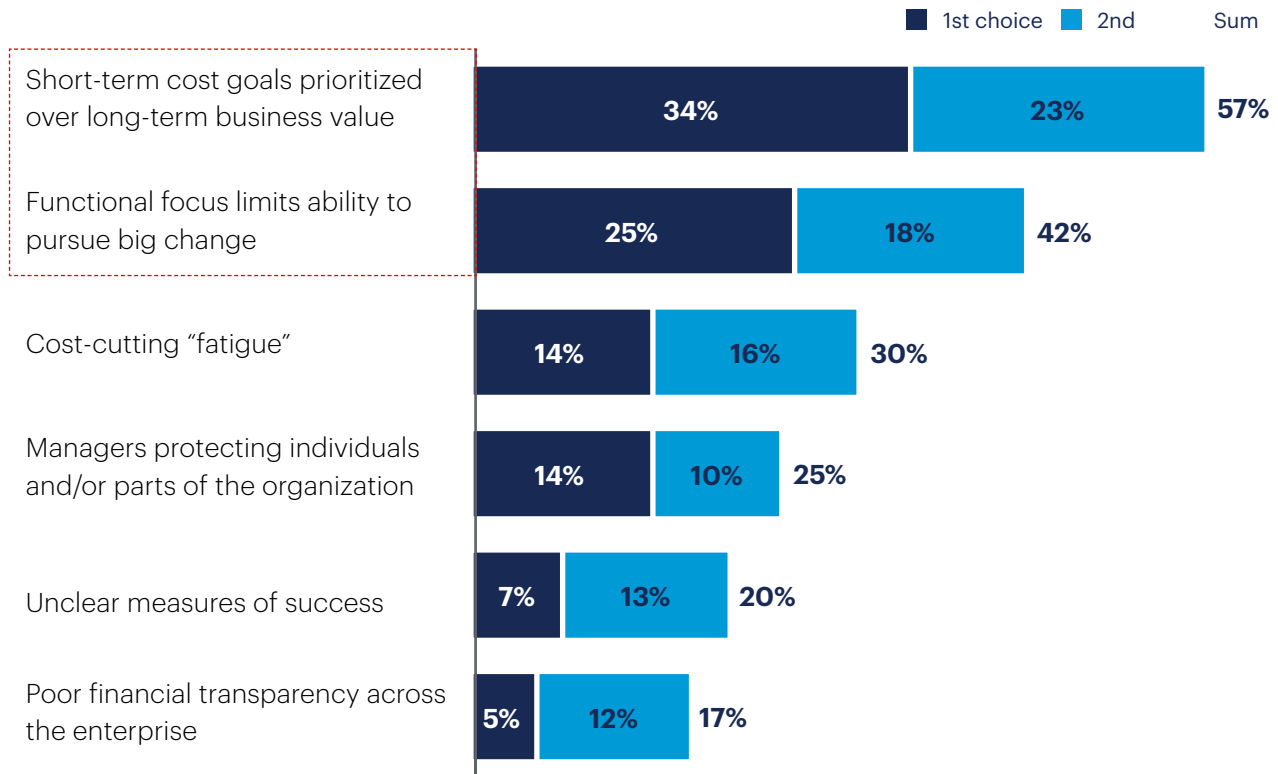 1st choice 2nd Sum
Short-term cost goals prioritized
over long-term business value
34% 23% 57%
Functional focus limits ability to
pursue big change
25% 18% 42%
Cost-cutting “fatigue”
14% 16% 30%
Managers protecting individuals
and/or parts of the organization
14% 10% 25%
Unclear measures of success
7% 13% 20%
Poor financial transparency across
the enterprise
5% 12% 17%